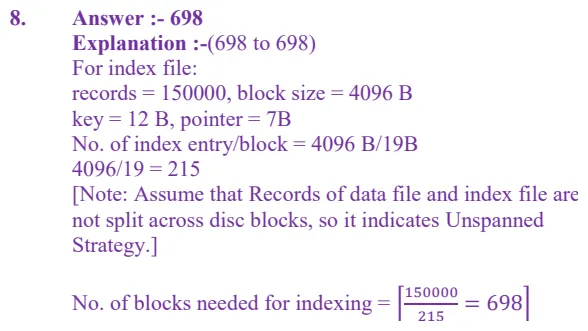 8. Answer :- 698
Explanation :-(698 to 698)
For index file:
records = 150000, block size = 4096 B
key = 12 B, pointer = 7B
No. of index entry/block = 4096 B/19B
4096/19 = 215
[Note: Assume that Records of data file and index file are
not split across disc blocks, so it indicates Unspanned
Strategy.]
No. of blocks needed for indexing = ⌈150000/215 = 698⌉